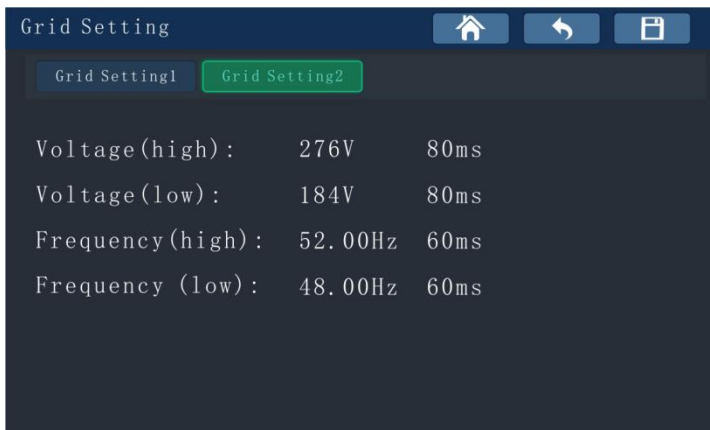 Grid Setting
Grid Setting1 Grid Setting2
Voltage(high): 276V 80ms
Voltage(low): 184V 80ms
Frequency(high): 52.00Hz 60ms
Frequency (low): 48.00Hz 60ms